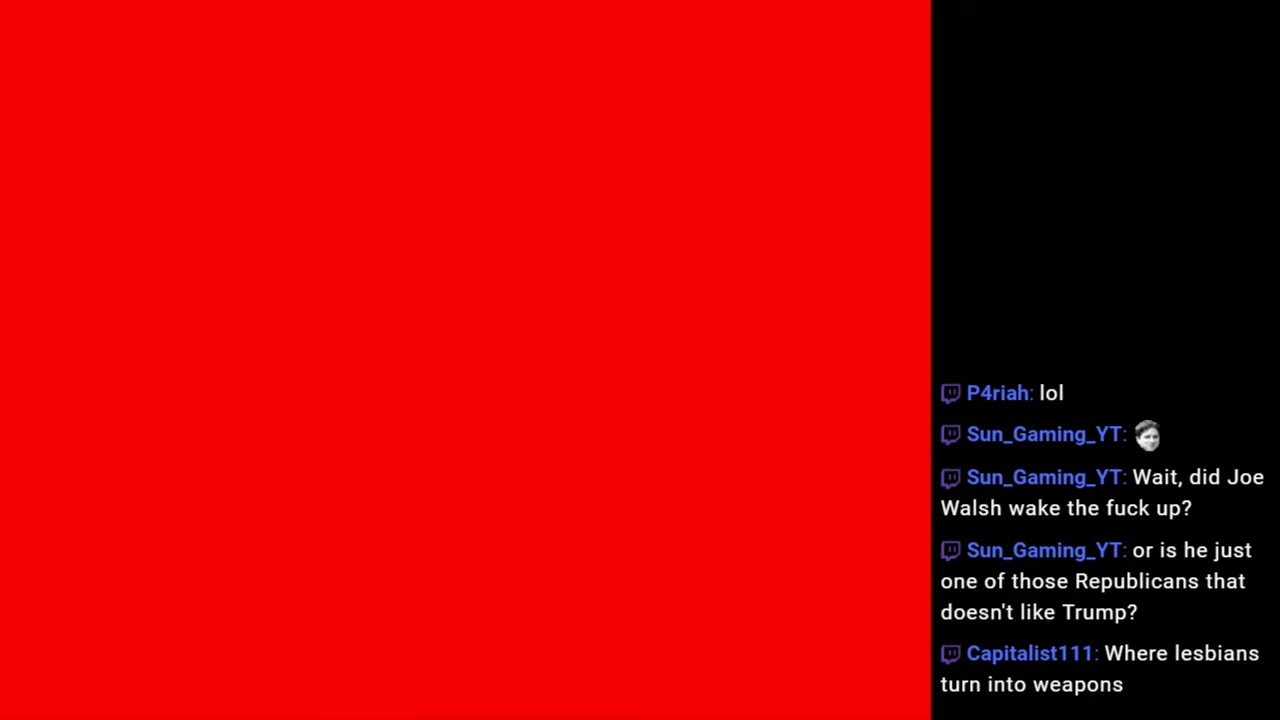 P4riah: lol
Sun_Gaming_YT:
Sun_Gaming_YT: Wait, did Joe
Walsh wake the fuck up?
Sun_Gaming_YT: or is he just
one of those Republicans that
doesn't like Trump?
Capitalist111: Where lesbians
turn into weapons